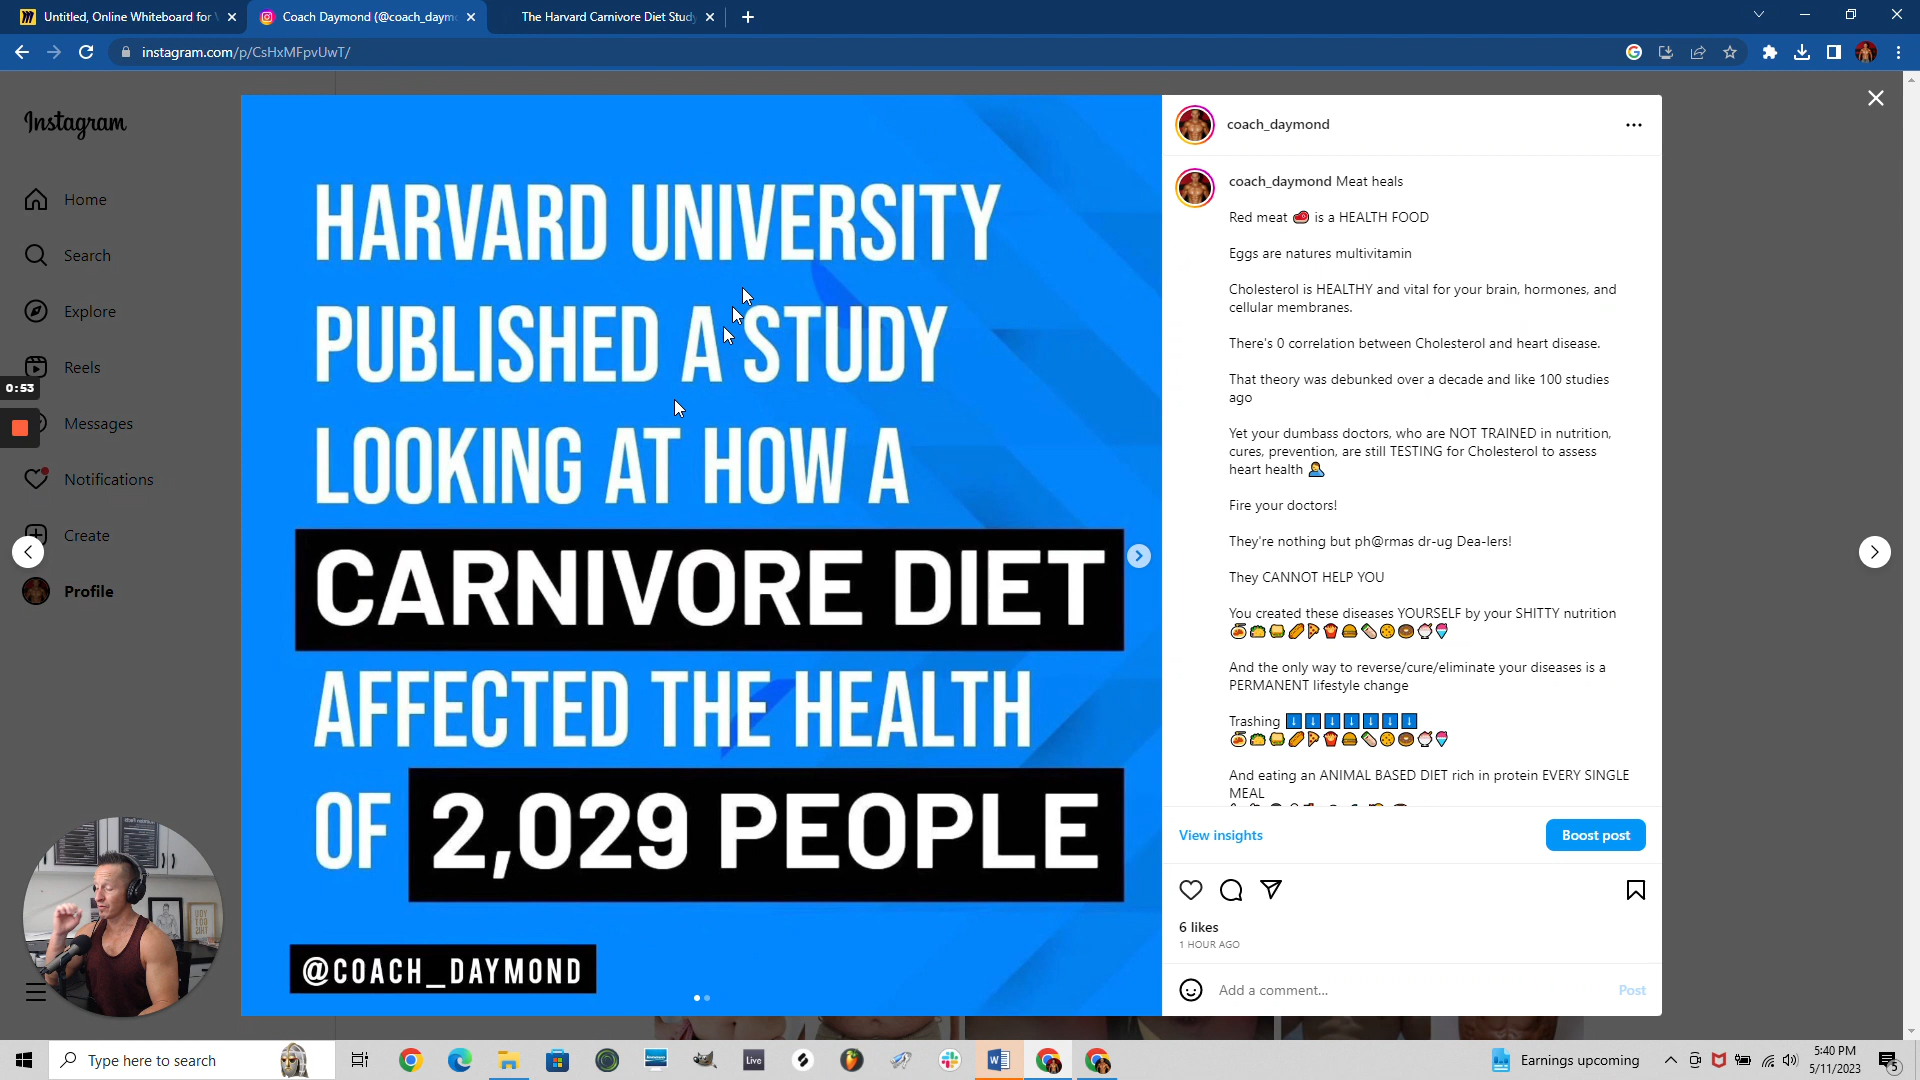 Untitled, Online Whiteboard for
Coach Daymond (@coach_daym
The Harvard Carnivore Diet Stud
instagram.com/p/CsHxMFpvUwT/
Instagram
Home
Search
Explore
Reels
0:53
Messages
Notifications
Create
Profile
HARVARD UNIVERSITY
PUBLISHED A STUDY
LOOKING AT HOW A
CARNIVORE DIET
AFFECTED THE HEALTH
OF 2,029 PEOPLE
@COACH_DAYMOND
coach_daymond
coach_daymond Meat heals
Red meat 🥩 is a HEALTH FOOD
Eggs are natures multivitamin
Cholesterol is HEALTHY and vital for your brain, hormones, and
cellular membranes.
There's 0 correlation between Cholesterol and heart disease.
That theory was debunked over a decade and like 100 studies
ago
Yet your dumbass doctors, who are NOT TRAINED in nutrition,
cures, prevention, are still TESTING for Cholesterol to assess
heart health
Fire your doctors!
They're nothing but ph@rmas dr-ug Dea-lers!
They CANNOT HELP YOU
You created these diseases YOURSELF by your SHITTY nutrition
And the only way to reverse/cure/eliminate your diseases is a
PERMANENT lifestyle change
Trashing
And eating an ANIMAL BASED DIET rich in protein EVERY SINGLE
MEAL
View insights
Boost post
6 likes
1 HOUR AGO
Add a comment...
Post
Type here to search
Live
Earnings upcoming
5:40 PM
5/11/2023
5